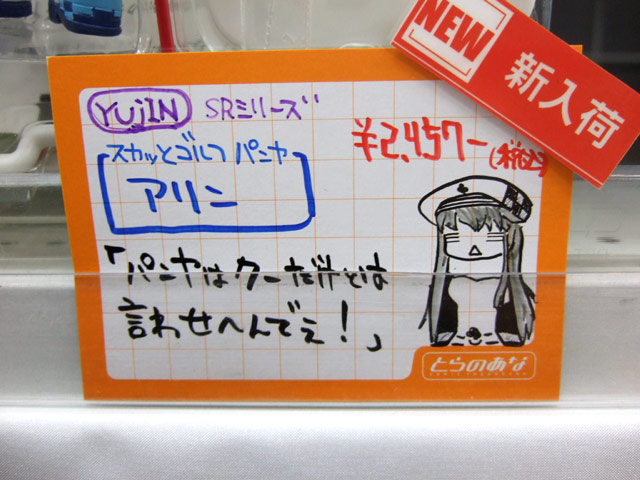 NEW
新入荷
YUJIN SRミリーズ
¥2,457-
(税込)
スカッとゴルフ パンヤ
アリン
「パンヤはクーだけとは
言わせへんでぇ!」
とらのあな